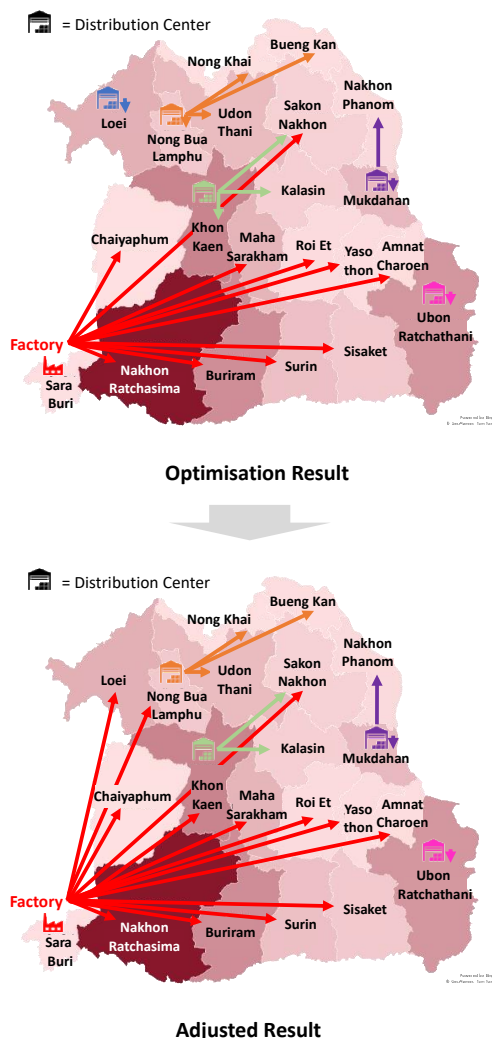 = Distribution Center
Bueng Kan
Nong Khai
Nakhon
Phanom
Loei
Udon
Thani
Sakon
Nakhon
Nong Bua
Lamphu
Kalasin
Mukdahan
Chaiyaphum
Khon
Kaen
Maha
Sarakham
Roi Et
Yaso
thon
Amnat
Charoen
Ubon
Ratchathani
Factory
Sara
Buri
Nakhon
Ratchasima
Buriram
Surin
Sisaket
Optimisation Result
= Distribution Center
Bueng Kan
Nong Khai
Nakhon
Phanom
Loei
Udon
Thani
Sakon
Nakhon
Nong Bua
Lamphu
Kalasin
Mukdahan
Chaiyaphum
Khon
Kaen
Maha
Sarakham
Roi Et
Yaso
thon
Amnat
Charoen
Ubon
Ratchathani
Factory
Sara
Buri
Nakhon
Ratchasima
Buriram
Surin
Sisaket
Adjusted Result